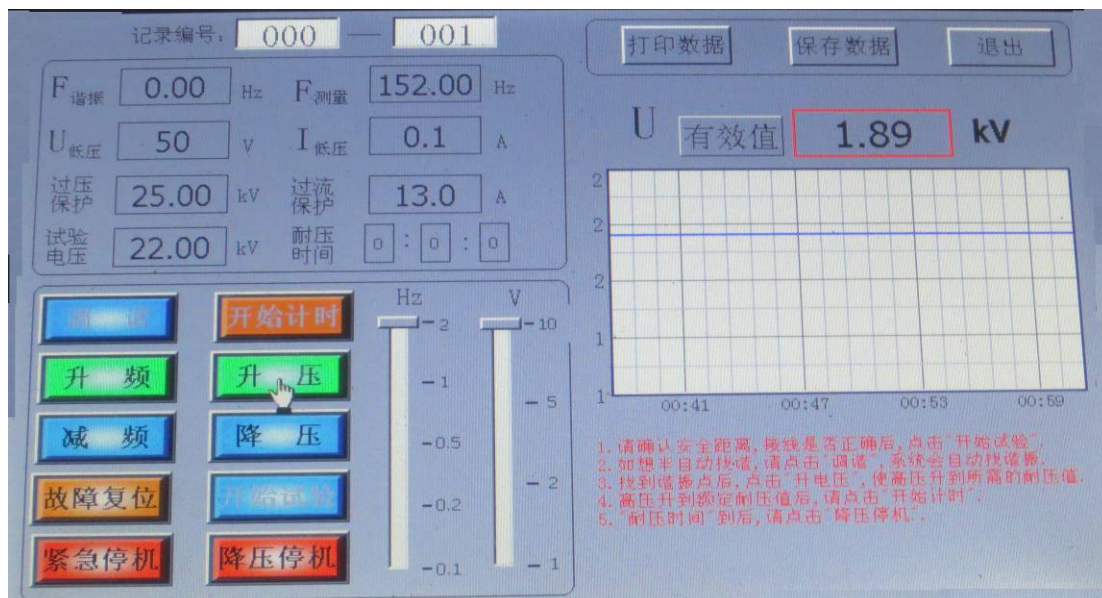 记录编号: 000 — 001
打印数据 保存数据 退出
F谐振 0.00 Hz F测量 152.00 Hz
U低压 50 V I低压 0.1 A
U 有效值 1.89 kV
过压保护 25.00 kV 过流保护 13.0 A
试验电压 22.00 kV 耐压时间 0 : 0 : 0
2
2
2
1
1
00:41 00:47 00:53 00:59
调谐 开始计时
升 频 升 压
减 频 降 压
故障复位 开始试验
紧急停机 降压停机
Hz V
2 10
1
5
0.5
2
0.2
0.1 1
1. 请确认安全距离, 接线是否正确后, 点击"开始试验".
2. 如想半自动找谐, 请点击"调谐", 系统会自动找谐振.
3. 找到谐振点后, 点击"升电压", 使高压升到所需的耐压值.
4. 高压升到额定耐压值后, 请点击"开始计时".
5. "耐压时间"到后, 请点击"降压停机".